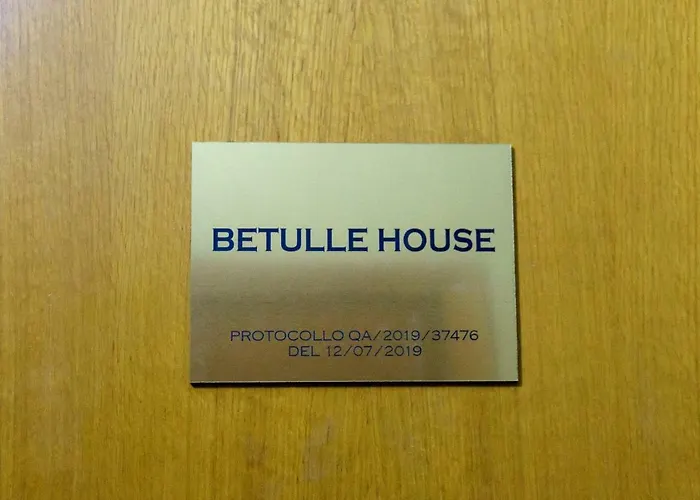 BETULLE HOUSE
PROTOCOLLO QA/2019/37476
DEL 12/07/2019